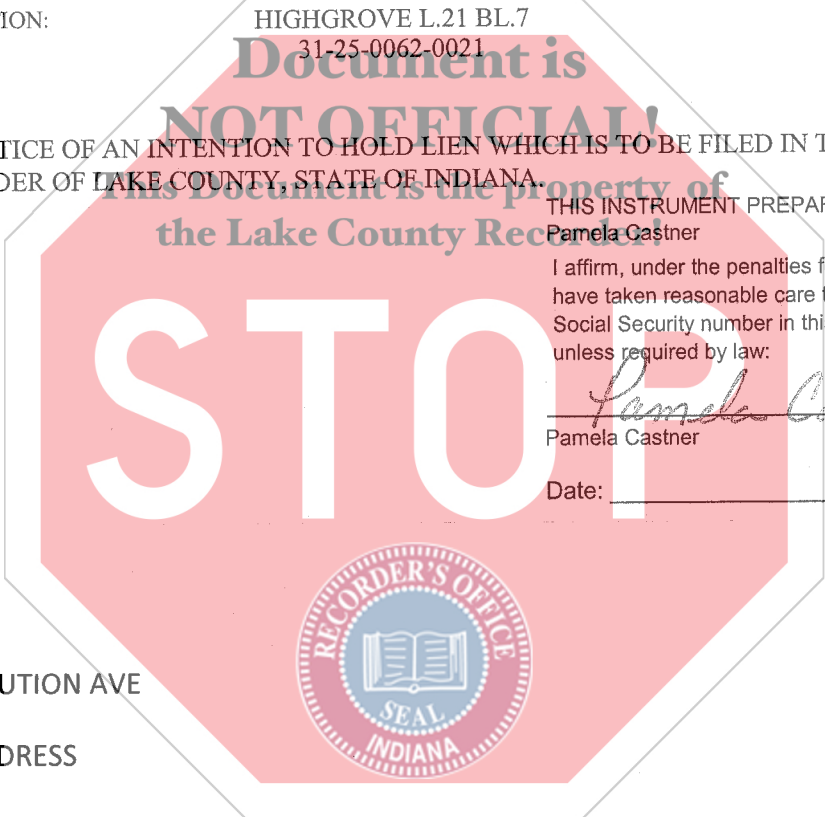 ION: HIGHGROVE L.21 BL.7
31-25-0062-0021
Document is
NOT OFFICIAL!
TICE OF AN INTENTION TO HOLD LIEN WHICH IS TO BE FILED IN T
DER OF LAKE COUNTY, STATE OF INDIANA.
This Document is the property of
the Lake County Recorder!
THIS INSTRUMENT PREPAR
Pamela Castner
I affirm, under the penalties f
have taken reasonable care t
Social Security number in this
unless required by law:
Pamela C
Pamela Castner
Date:
STOP
RECORDER'S OFFICE
SEAL
INDIANA
UTION AVE
DRESS